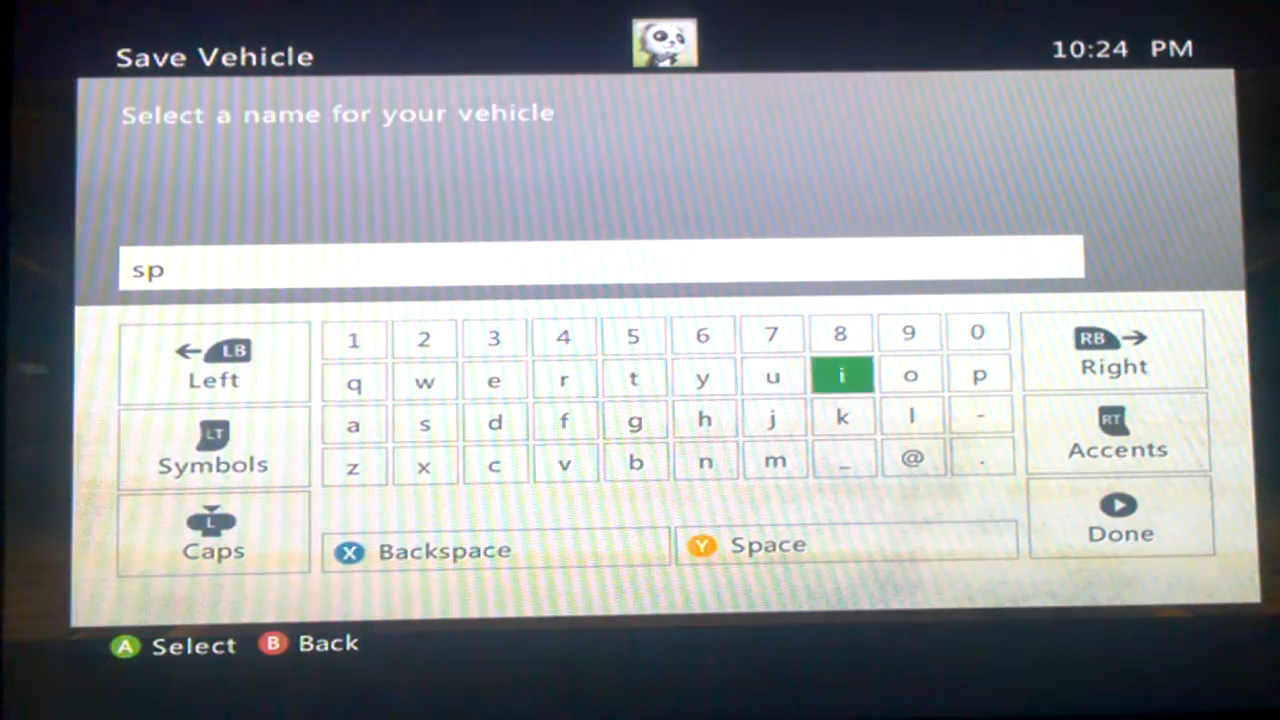 Save Vehicle
10:24 PM
Select a name for your vehicle
sp
LB
Left
1 2 3 4 5 6 7 8 9 0
RB
Right
q w e r t y u i o p
LT
Symbols
a s d f g h j k l -
RT
Accents
z x c v b n m _ @ .
L
Caps
X Backspace
Y Space
Done
A Select B Back